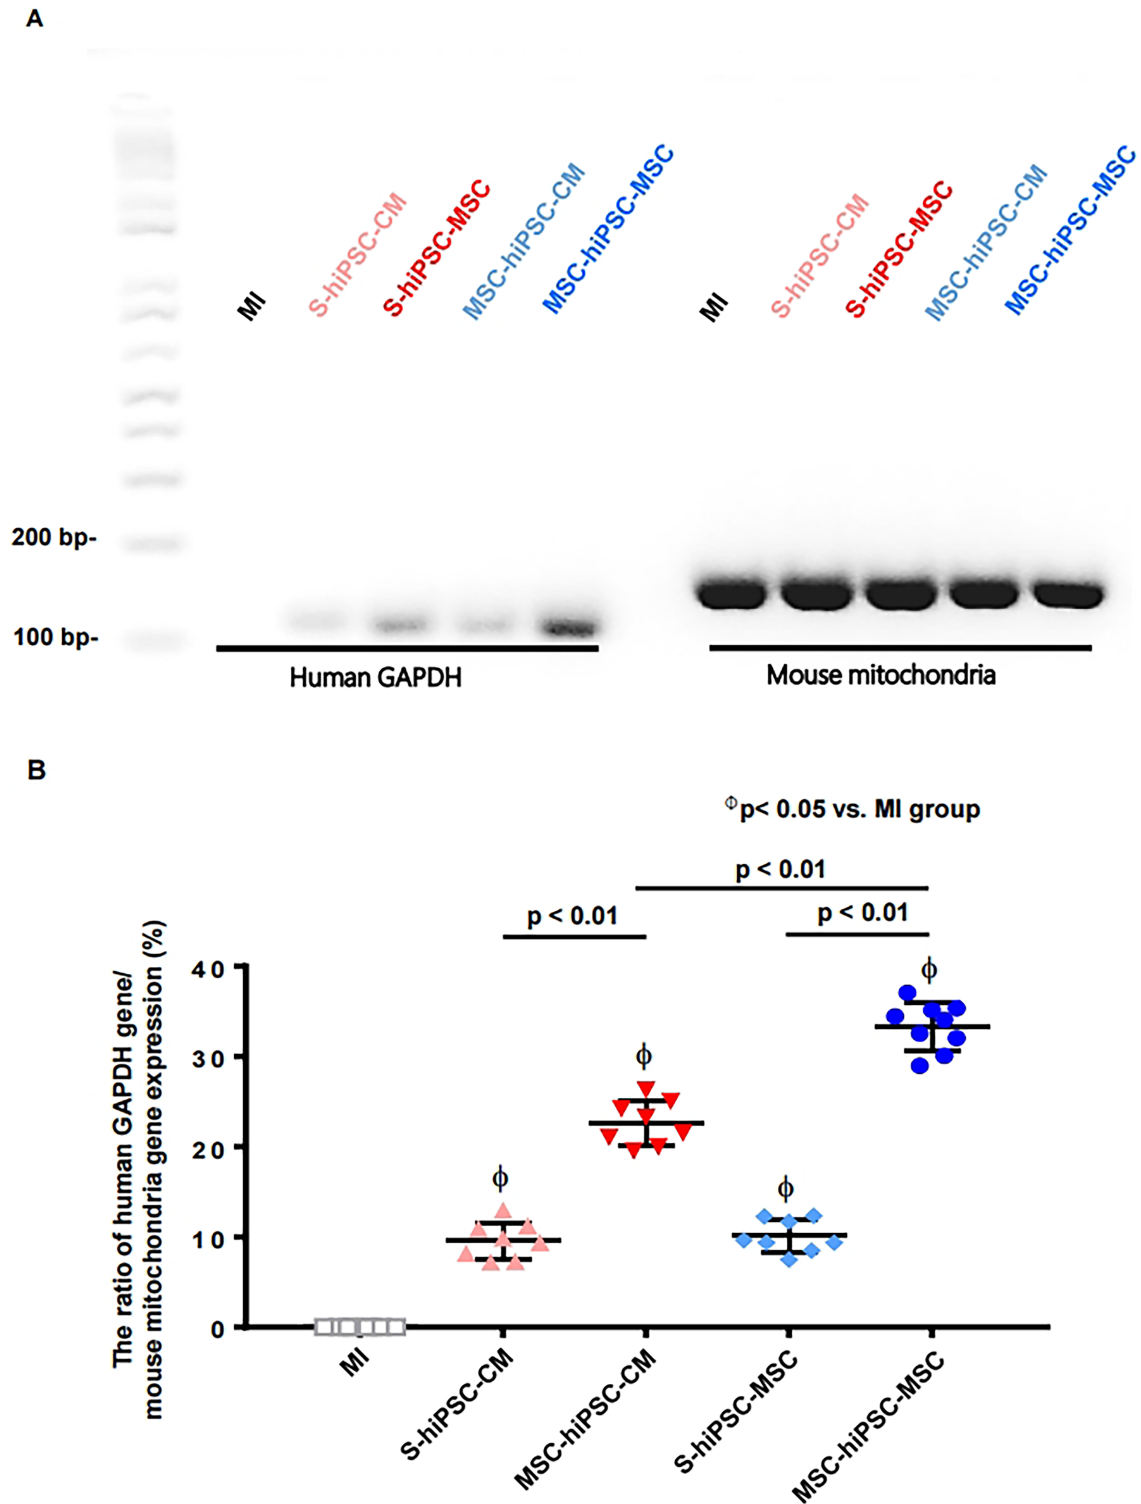 A
MI
S-hiPSC-CM
S-hiPSC-MSC
MSC-hiPSC-CM
MSC-hiPSC-MSC
MI
S-hiPSC-CM
S-hiPSC-MSC
MSC-hiPSC-CM
MSC-hiPSC-MSC
200 bp-
100 bp-
Human GAPDH
Mouse mitochondria
B
Φp< 0.05 vs. MI group
p < 0.01
p < 0.01
p < 0.01
The ratio of human GAPDH gene/
mouse mitochondria gene expression (%)
40
30
20
10
0
ϕ
ϕ
ϕ
ϕ
MI
S-hiPSC-CM
MSC-hiPSC-CM
S-hiPSC-MSC
MSC-hiPSC-MSC